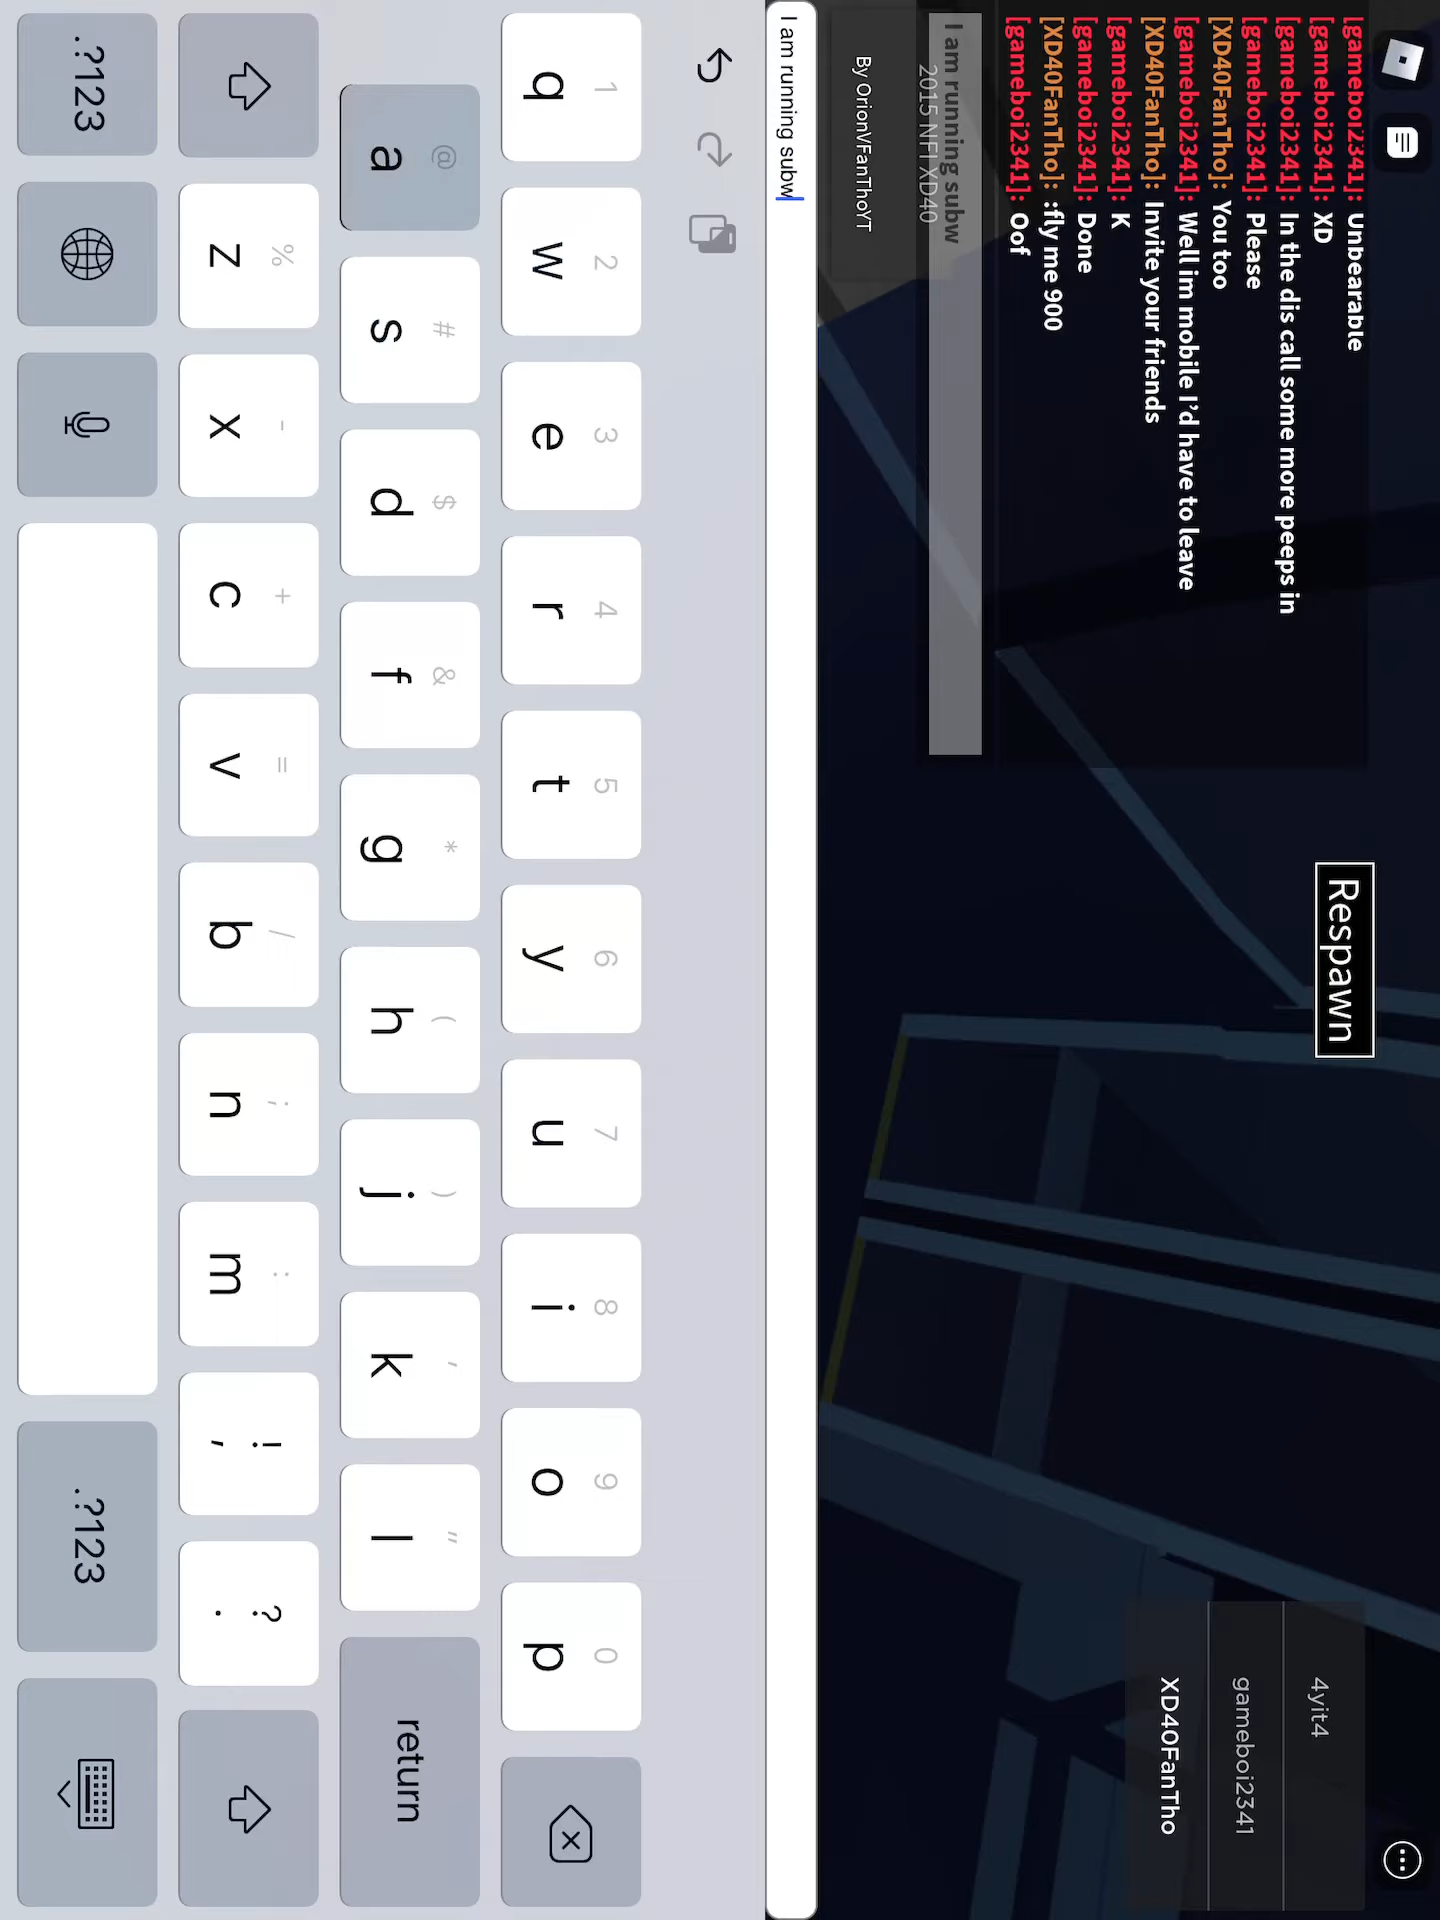 [gameboi2341]: Unbearable
[gameboi2341]: XD
[gameboi2341]: In the dis call some more peeps in
[gameboi2341]: Please
[XD40FanTho]: You too
[gameboi2341]: Well im mobile I'd have to leave
[XD40FanTho]: Invite your friends
[gameboi2341]: K
[gameboi2341]: Done
[XD40FanTho]: :fly me 900
[gameboi2341]: Oof
I am running subw
2015 NFI XD40
By OrionVFanThoYT
Respawn
4yit4
gameboi2341
XD40FanTho
I am running subw
1 2 3 4 5 6 7 8 9 0
q w e r t y u i o p
@ # $ & * ( ) ' "
a s d f g h j k l return
% - + = / ; : ! ?
z x c v b n m , .
.?123 .?123